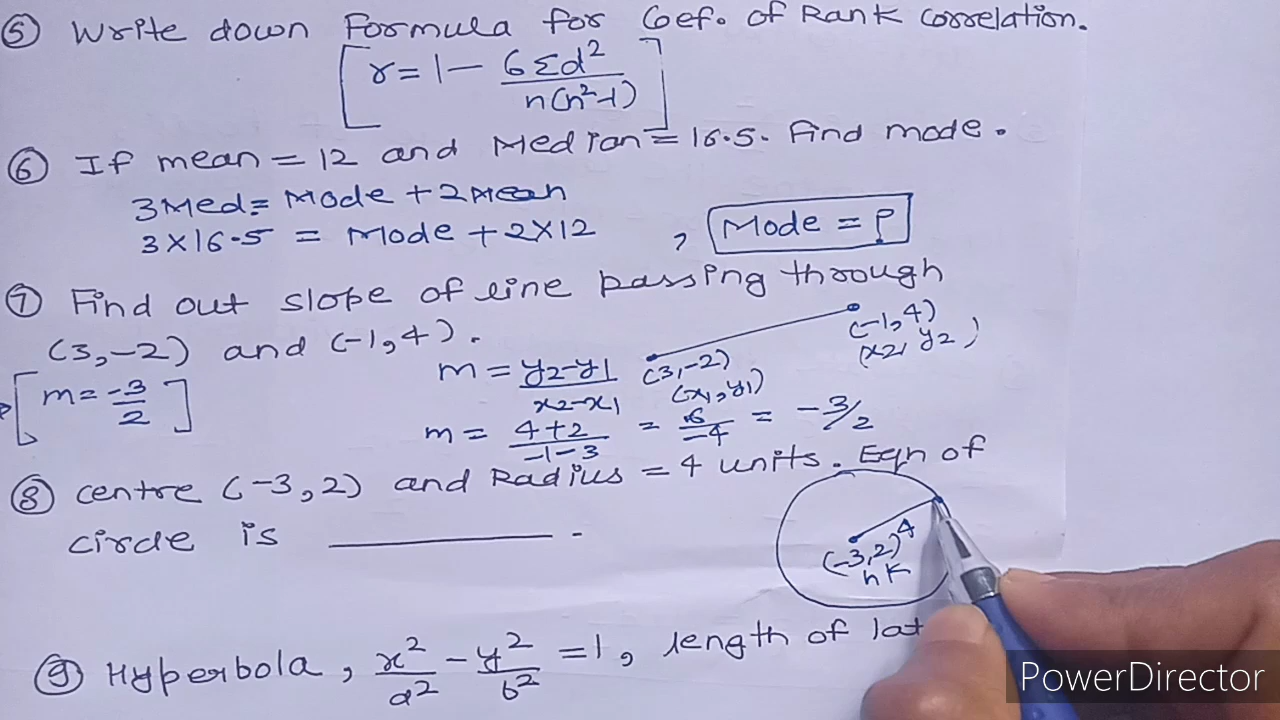 ⑤ Write down Formula for Coef. of Rank Correlation.
[r = 1 - 6Σd²/n(n²-1)]
⑥ If mean = 12 and Median = 16.5. Find mode.
3Med = Mode + 2Mean
3×16.5 = Mode + 2×12 , Mode = ?
⑦ Find out slope of line passing through
(3,-2) and (-1,4).
(-1,4)
(x2, y2)
[m = -3/2]
m = y2-y1/x2-x1
(3,-2)
(x1,y1)
m = 4+2/-1-3 = 6/-4 = -3/2
⑧ centre (-3,2) and Radius = 4 units. Eqn of
circle is ________ .
4
(-3,2)
h K
⑨ Hyperbola, x²/a² - y²/b² = 1, length of lat
PowerDirector